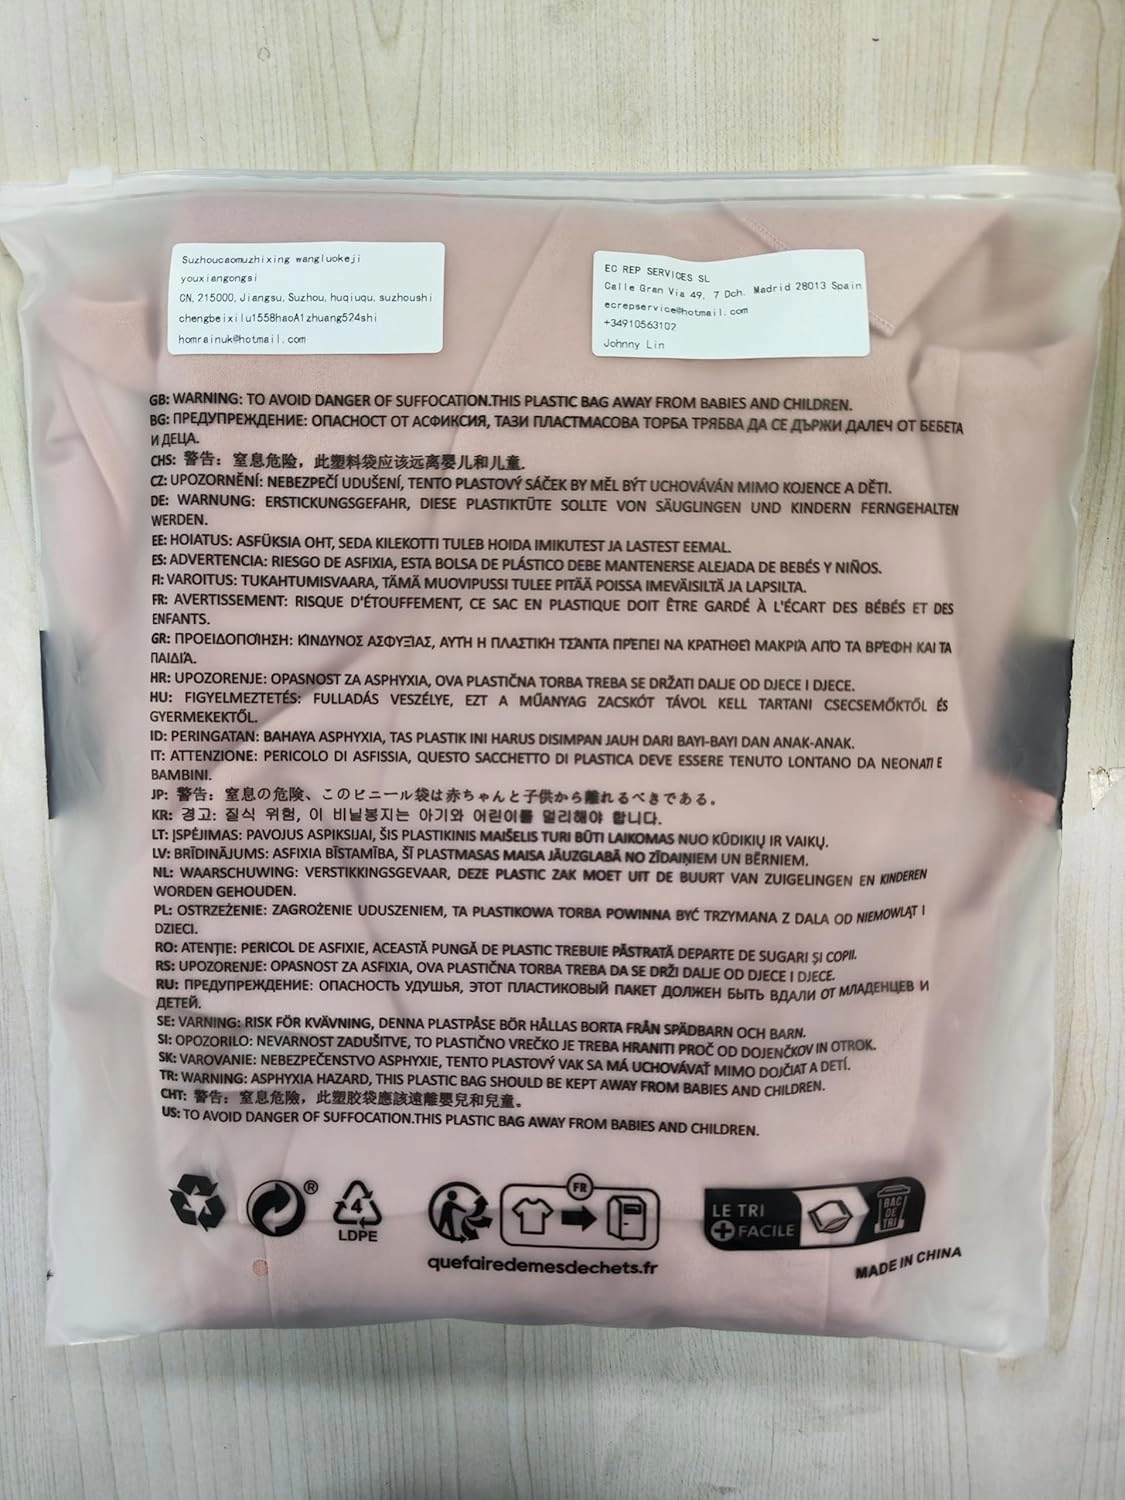 Suzhoucaomuzhixing wangluokeji
youxiangongsi
CN, 215000, Jiangsu, Suzhou, huqiuqu, suzhoushi
chengbeixilu1558haoA1zhuang524shi
homrainuk@hotmail.com
EC REP SERVICES SL
Calle Gran Via 49, 7 Dch. Madrid 28013 Spain
ecrepservice@hotmail.com
+34910563102
Johnny Lin
GB: WARNING: TO AVOID DANGER OF SUFFOCATION.THIS PLASTIC BAG AWAY FROM BABIES AND CHILDREN.
BG: ПРЕДУПРЕЖДЕНИЕ: ОПАСНОСТ ОТ АСФИКСИЯ, ТАЗИ ПЛАСТМАСОВА ТОРБА ТРЯБВА ДА СЕ ДЪРЖИ ДАЛЕЧ ОТ БЕБЕТА
И ДЕЦА.
CHS: 警告：窒息危险，此塑料袋应该远离婴儿和儿童.
CZ: UPOZORNĚNÍ: NEBEZPEČÍ UDUŠENÍ, TENTO PLASTOVÝ SÁČEK BY MĚL BÝT UCHOVÁVÁN MIMO KOJENCE A DĚTI.
DE: WARNUNG: ERSTICKUNGSGEFAHR, DIESE PLASTIKTÜTE SOLLTE VON SÄUGLINGEN UND KINDERN FERNGEHALTEN
WERDEN.
EE: HOIATUS: ASFÜKSIA OHT, SEDA KILEKOTTI TULEB HOIDA IMIKUTEST JA LASTEST EEMAL.
ES: ADVERTENCIA: RIESGO DE ASFIXIA, ESTA BOLSA DE PLÁSTICO DEBE MANTENERSE ALEJADA DE BEBÉS Y NIÑOS.
FI: VAROITUS: TUKAHTUMISVAARA, TÄMÄ MUOVIPUSSI TULEE PITÄÄ POISSA IMEVÄISILTÄ JA LAPSILTA.
FR: AVERTISSEMENT: RISQUE D'ÉTOUFFEMENT, CE SAC EN PLASTIQUE DOIT ÊTRE GARDÉ À L'ÉCART DES BÉBÉS ET DES
ENFANTS.
GR: ΠΡΟΕΙΔΟΠΟΊΗΣΗ: ΚΊΝΔΥΝΟΣ ΑΣΦΥΞΊΑΣ, ΑΥΤΉ Η ΠΛΑΣΤΙΚΉ ΤΣΆΝΤΑ ΠΡΈΠΕΙ ΝΑ ΚΡΑΤΗΘΕΊ ΜΑΚΡΙΆ ΑΠΌ ΤΑ ΒΡΈΦΗ ΚΑΙ ΤΑ
ΠΑΙΔΙΆ.
HR: UPOZORENJE: OPASNOST ZA ASPHYXIA, OVA PLASTIČNA TORBA TREBA SE DRŽATI DALJE OD DJECE I DJECE.
HU: FIGYELMEZTETÉS: FULLADÁS VESZÉLYE, EZT A MŰANYAG ZACSKÓT TÁVOL KELL TARTANI CSECSEMŐKTŐL ÉS
GYERMEKEKTŐL.
ID: PERINGATAN: BAHAYA ASPHYXIA, TAS PLASTIK INI HARUS DISIMPAN JAUH DARI BAYI-BAYI DAN ANAK-ANAK.
IT: ATTENZIONE: PERICOLO DI ASFISSIA, QUESTO SACCHETTO DI PLASTICA DEVE ESSERE TENUTO LONTANO DA NEONATI E
BAMBINI.
JP: 警告：窒息の危険、このビニール袋は赤ちゃんと子供から離れるべきである。
KR: 경고: 질식 위험, 이 비닐봉지는 아기와 어린이를 멀리해야 합니다.
LT: ĮSPĖJIMAS: PAVOJUS ASPIKSIJAI, ŠIS PLASTIKINIS MAIŠELIS TURI BŪTI LAIKOMAS NUO KŪDIKIŲ IR VAIKŲ.
LV: BRĪDINĀJUMS: ASFIXIA BĪSTAMĪBA, ŠĪ PLASTMASAS MAISA JĀUZGLABĀ NO ZĪDAIŅIEM UN BĒRNIEM.
NL: WAARSCHUWING: VERSTIKKINGSGEVAAR, DEZE PLASTIC ZAK MOET UIT DE BUURT VAN ZUIGELINGEN EN KINDEREN
WORDEN GEHOUDEN.
PL: OSTRZEŻENIE: ZAGROŻENIE UDUSZENIEM, TA PLASTIKOWA TORBA POWINNA BYĆ TRZYMANA Z DALA OD NIEMOWLĄT I
DZIECI.
RO: ATENȚIE: PERICOL DE ASFIXIE, ACEASTĂ PUNGĂ DE PLASTIC TREBUIE PĂSTRATĂ DEPARTE DE SUGARI ȘI COPII.
RS: UPOZORENJE: OPASNOST ZA ASFIXIA, OVA PLASTIČNA TORBA TREBA DA SE DRŽI DALJE OD DJECE I DJECE.
RU: ПРЕДУПРЕЖДЕНИЕ: ОПАСНОСТЬ УДУШЬЯ, ЭТОТ ПЛАСТИКОВЫЙ ПАКЕТ ДОЛЖЕН БЫТЬ ВДАЛИ ОТ МЛАДЕНЦЕВ И
ДЕТЕЙ.
SE: VARNING: RISK FÖR KVÄVNING, DENNA PLASTPÅSE BÖR HÅLLAS BORTA FRÅN SPÄDBARN OCH BARN.
SI: OPOZORILO: NEVARNOST ZADUŠITVE, TO PLASTIČNO VREČKO JE TREBA HRANITI PROČ OD DOJENČKOV IN OTROK.
SK: VAROVANIE: NEBEZPEČENSTVO ASPHYXIE, TENTO PLASTOVÝ VAK SA MÁ UCHOVÁVAŤ MIMO DOJČIAT A DETÍ.
TR: WARNING: ASPHYXIA HAZARD, THIS PLASTIC BAG SHOULD BE KEPT AWAY FROM BABIES AND CHILDREN.
CHT: 警告：窒息危險，此塑胶袋應該遠離嬰兒和兒童。
US: TO AVOID DANGER OF SUFFOCATION.THIS PLASTIC BAG AWAY FROM BABIES AND CHILDREN.
®
4
LDPE
FR
quefairedemesdechets.fr
LE TRI
+ FACILE
BAC
DE
TRI
MADE IN CHINA